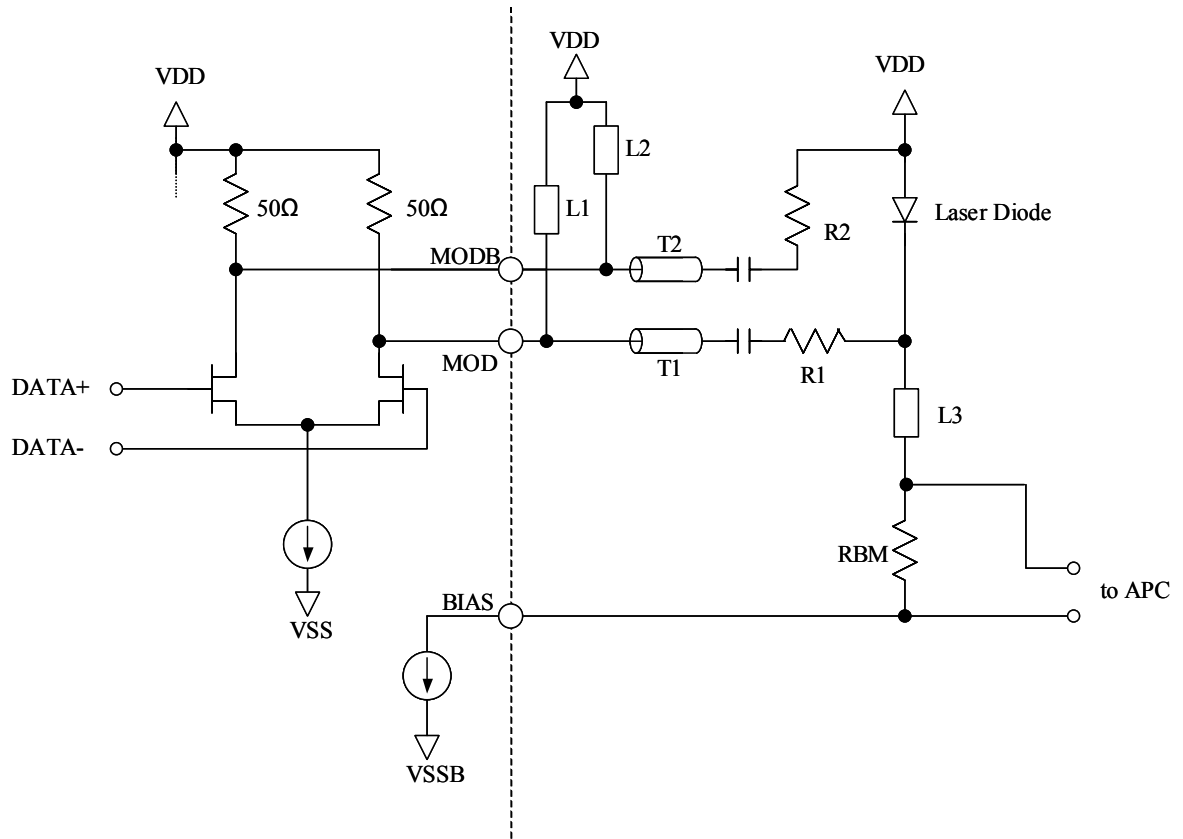 VDD
VDD
VDD
L2
50Ω
50Ω
L1
R2
Laser Diode
MODB
T2
MOD
T1
R1
DATA+
L3
DATA-
RBM
to APC
BIAS
VSS
VSSB